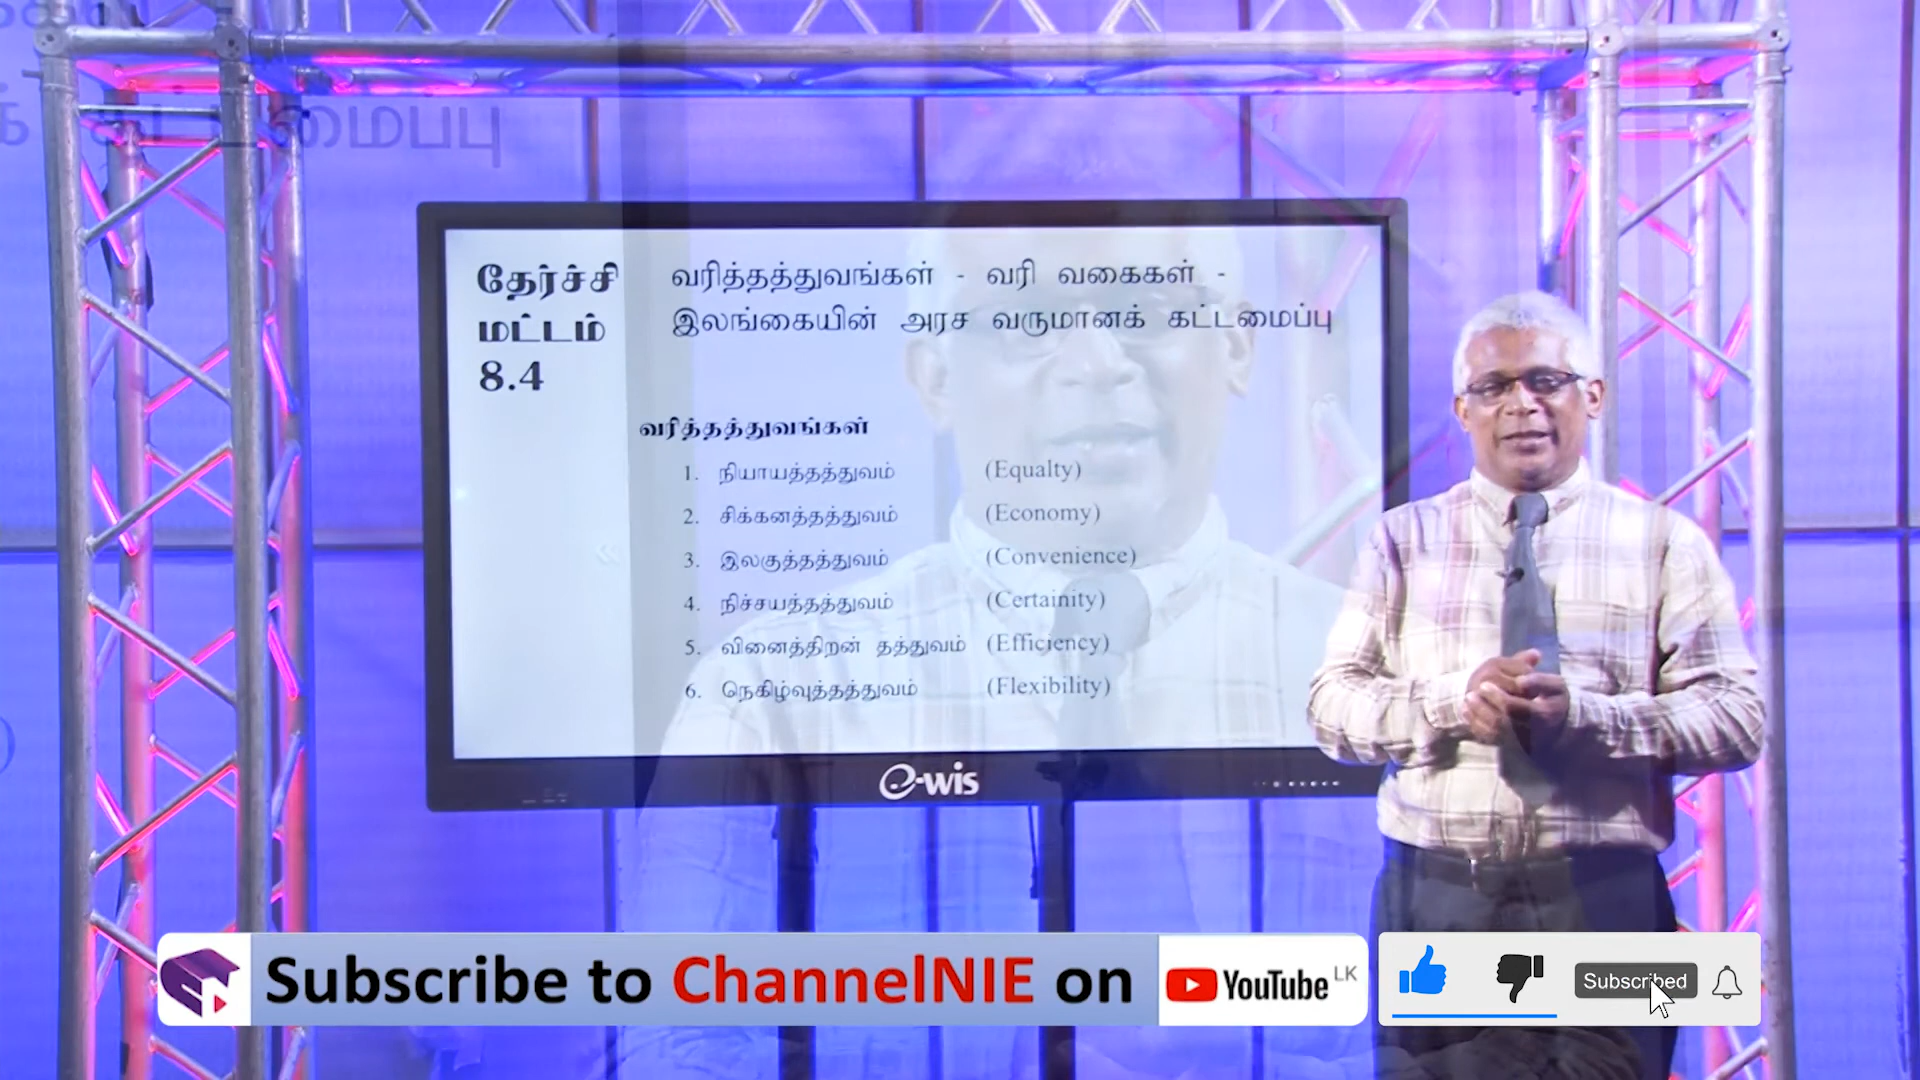 மைப்பு
தேர்ச்சி மட்டம் 8.4
வரித்தத்துவங்கள் - வரி வகைகள் -
இலங்கையின் அரச வருமானக் கட்டமைப்பு
வரித்தத்துவங்கள்
1. நியாயத்தத்துவம் (Equalty)
2. சிக்கனத்தத்துவம் (Economy)
3. இலகுத்தத்துவம் (Convenience)
4. நிச்சயத்தத்துவம் (Certainity)
5. வினைத்திறன் தத்துவம் (Efficiency)
6. நெகிழ்வுத்தத்துவம் (Flexibility)
e-wis
Subscribe to ChannelNIE on YouTube LK
Subscribed